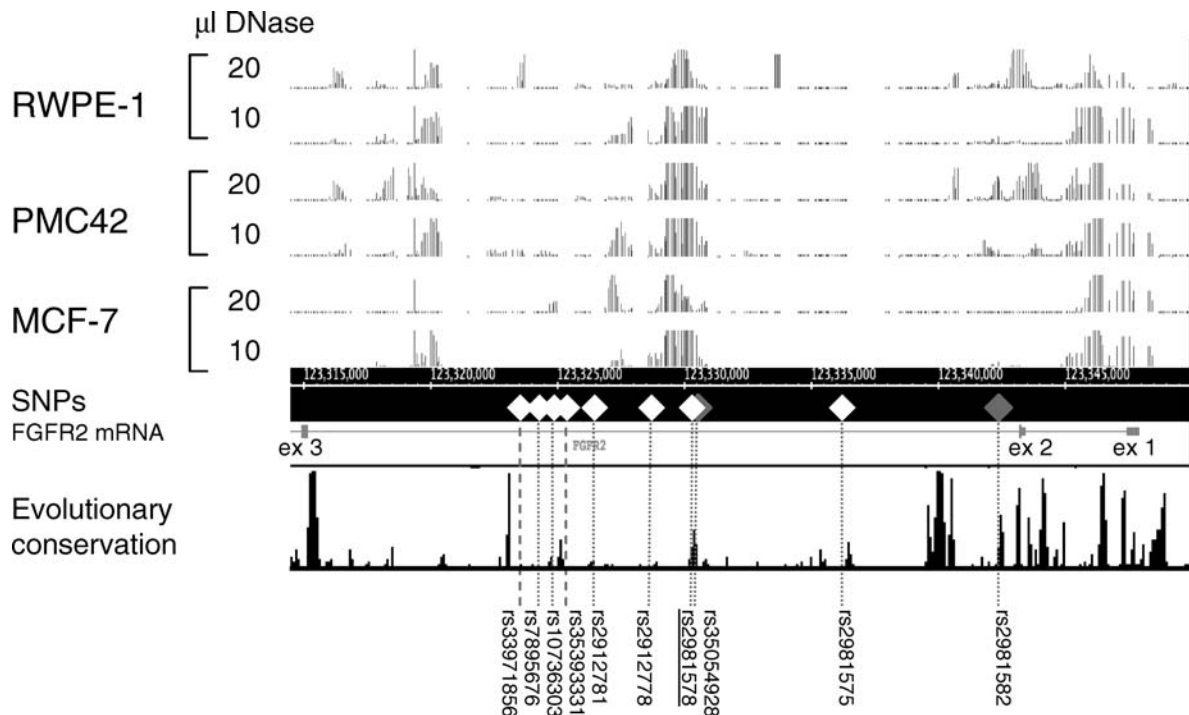 µl DNase
RWPE-1
20
10
PMC42
20
10
MCF-7
20
10
123,315,000 123,320,000 123,325,000 123,330,000 123,335,000 123,340,000 123,345,000
SNPs
FGFR2 mRNA
ex 3
FGFR2
ex 2
ex 1
Evolutionary
conservation
rs33971856
rs7895676
rs10736303
rs35393331
rs2912781
rs2912778
rs2981578
rs35054928
rs2981575
rs2981582